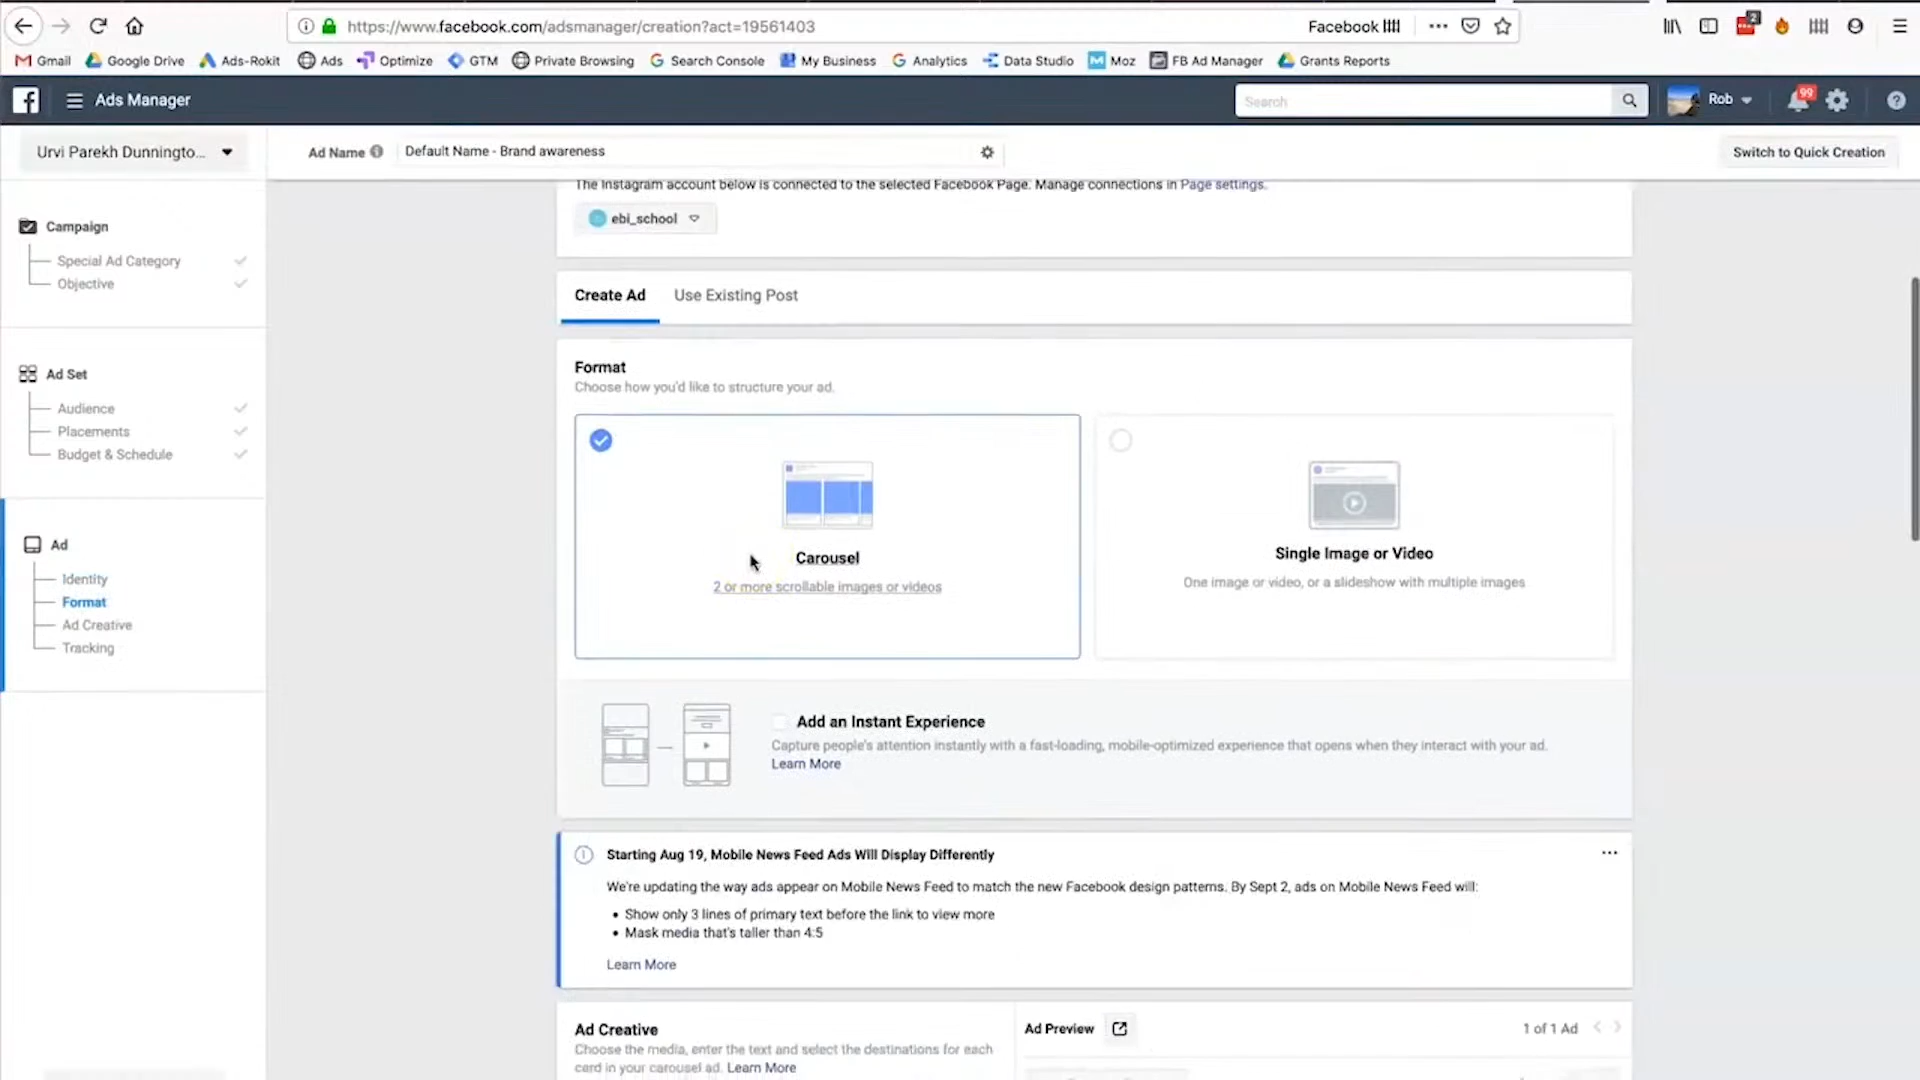 https://www.facebook.com/adsmanager/creation?act=19561403
Facebook
2
Gmail
Google Drive
Ads-Rokit
Ads
Optimize
GTM
Private Browsing
Search Console
My Business
Analytics
Data Studio
Moz
FB Ad Manager
Grants Reports
Ads Manager
Search
Rob
99
Urvi Parekh Dunningto...
Ad Name
Default Name - Brand awareness
Switch to Quick Creation
Campaign
Special Ad Category
Objective
Ad Set
Audience
Placements
Budget & Schedule
Ad
Identity
Format
Ad Creative
Tracking
The Instagram account below is connected to the selected Facebook Page. Manage connections in Page settings.
ebi_school
Create Ad
Use Existing Post
Format
Choose how you'd like to structure your ad.
Carousel
2 or more scrollable images or videos
Single Image or Video
One image or video, or a slideshow with multiple images
Add an Instant Experience
Capture people's attention instantly with a fast-loading, mobile-optimized experience that opens when they interact with your ad.
Learn More
Starting Aug 19, Mobile News Feed Ads Will Display Differently
We're updating the way ads appear on Mobile News Feed to match the new Facebook design patterns. By Sept 2, ads on Mobile News Feed will:
• Show only 3 lines of primary text before the link to view more
• Mask media that's taller than 4:5
Learn More
Ad Creative
Choose the media, enter the text and select the destinations for each
card in your carousel ad. Learn More
Ad Preview
1 of 1 Ad